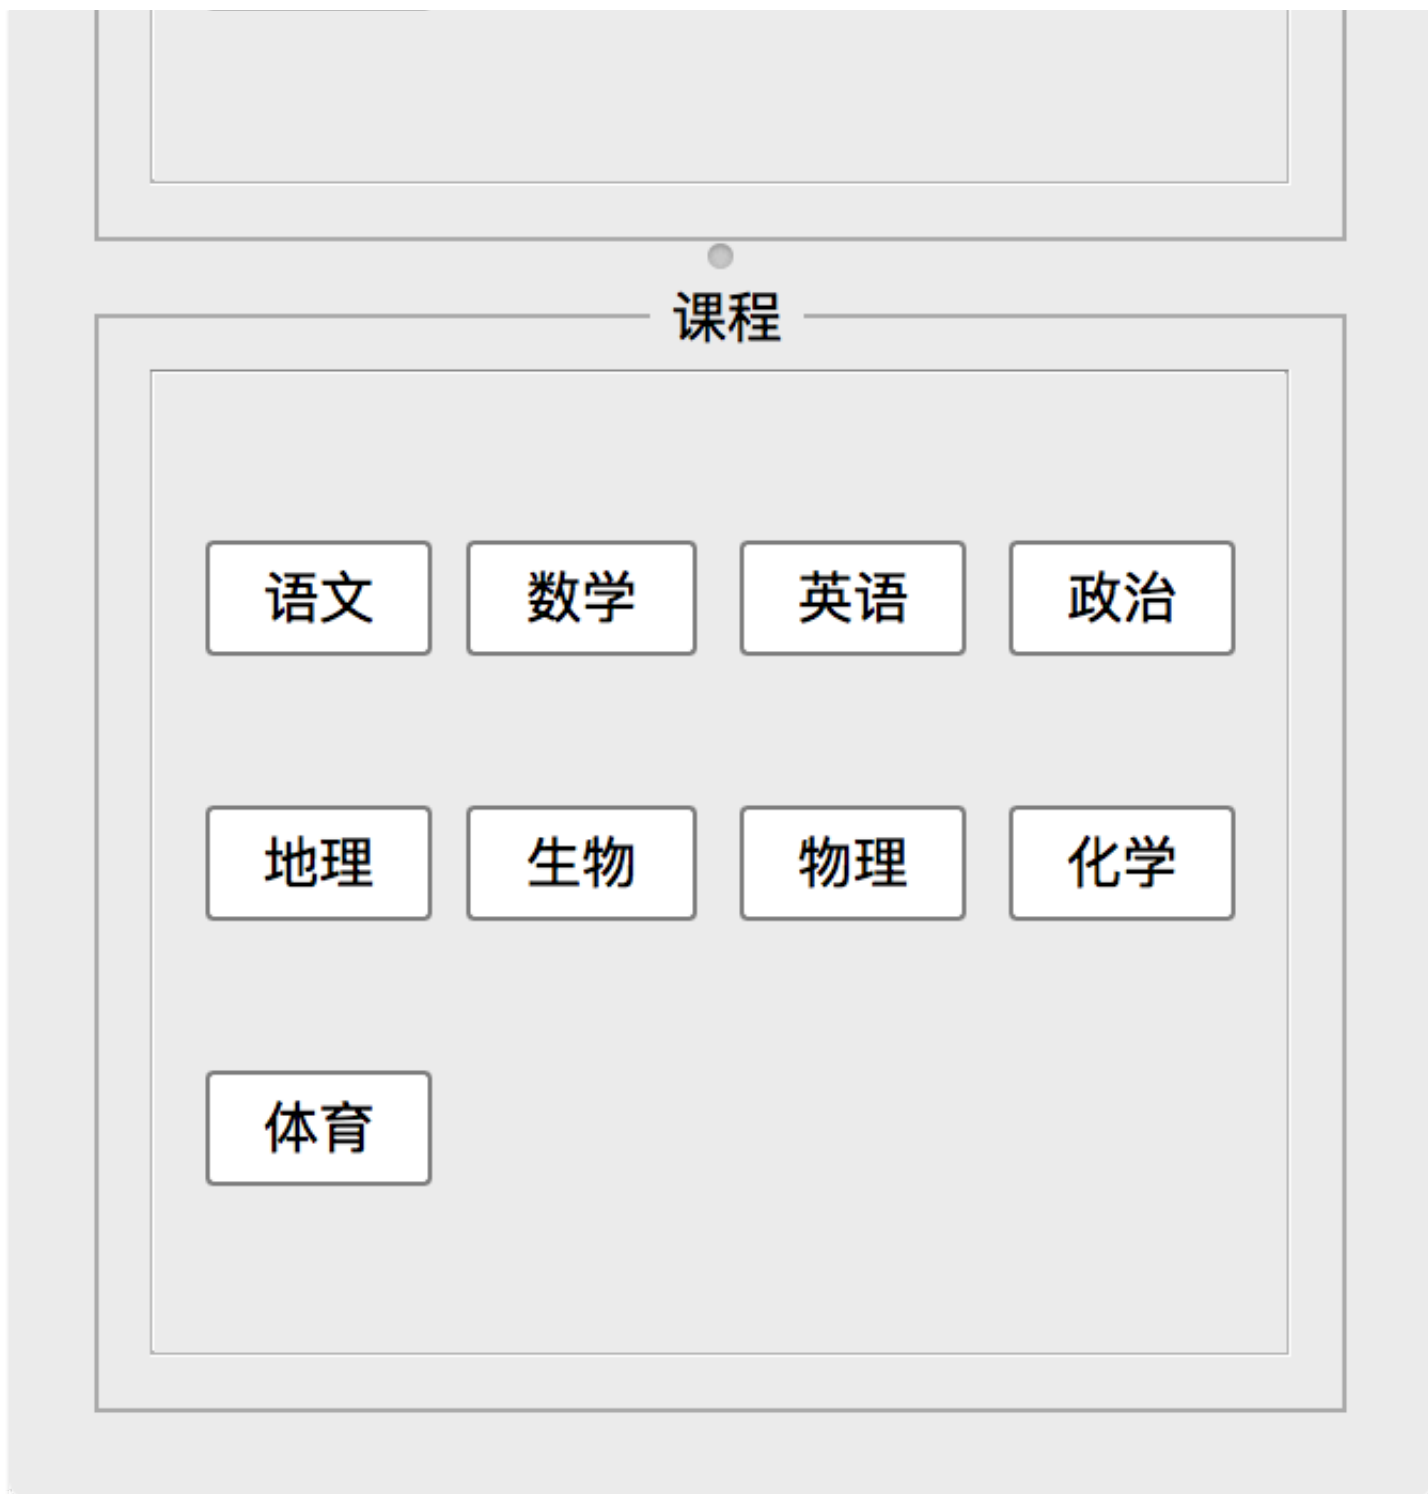 课程
语文 数学 英语 政治
地理 生物 物理 化学
体育